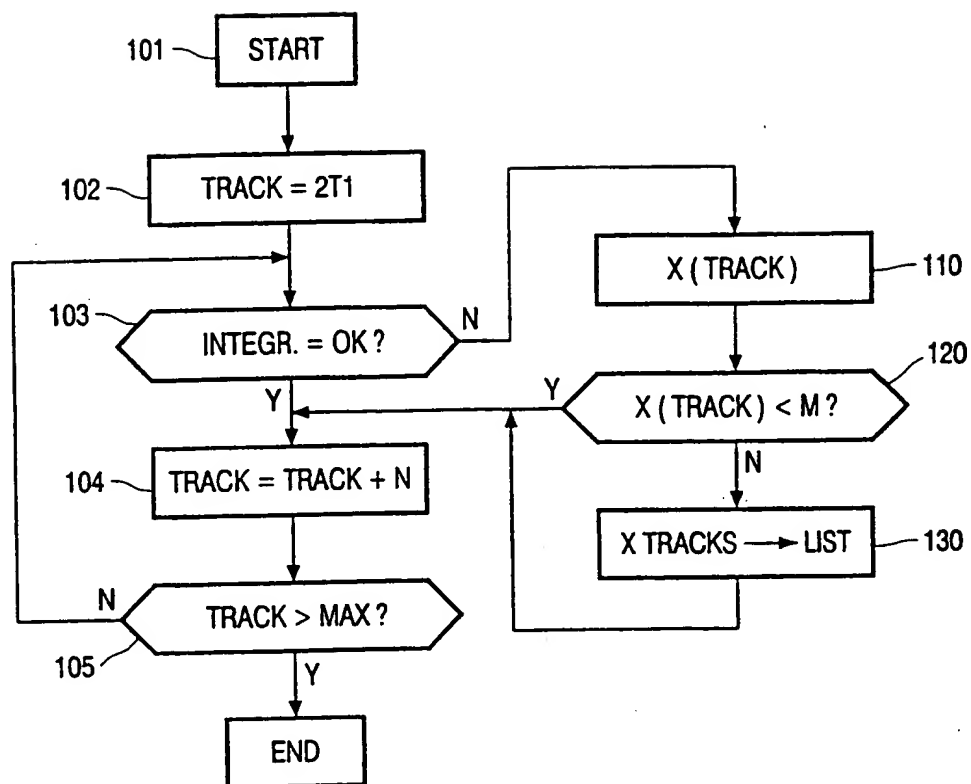 101
START
102
TRACK = 2T1
103
INTEGR. = OK?
N
Y
X (TRACK)
110
120
X (TRACK) < M?
Y
N
104
TRACK = TRACK + N
X TRACKS → LIST
130
N
TRACK > MAX?
105
Y
END